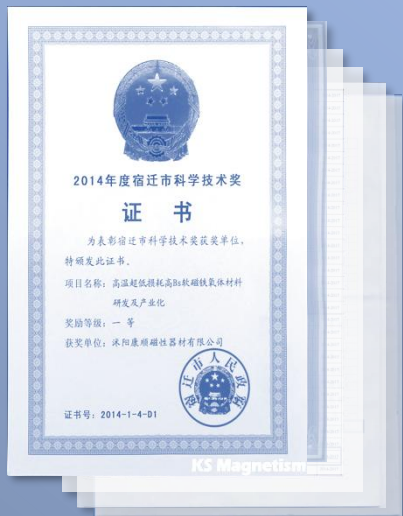 2014年度宿迁市科学技术奖
证 书
为表彰宿迁市科学技术奖获奖单位,
特颁发此证书。
项目名称: 高温超低损耗高Bs软磁铁氧体材料
研发及产业化
奖励等级: 一 等
获奖单位: 沭阳康顺磁性器材有限公司
宿迁市人民政府
证书号: 2014-1-4-D1
KS Magnetism